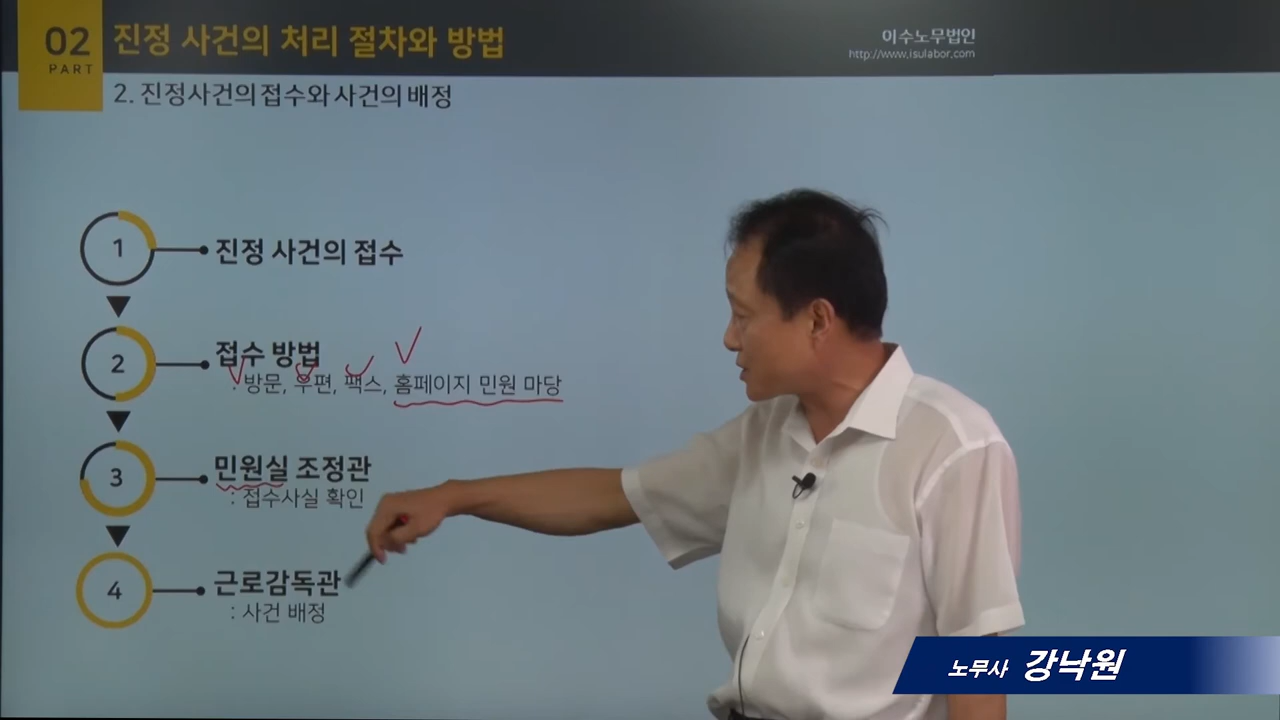 02
PART
진정 사건의 처리 절차와 방법
이수노무법인
http://www.isulabor.com
2. 진정사건의 접수와 사건의 배정
1
진정 사건의 접수
2
접수 방법
: 방문, 우편, 팩스, 홈페이지 민원 마당
3
민원실 조정관
: 접수사실 확인
4
근로감독관
: 사건 배정
노무사 강낙원